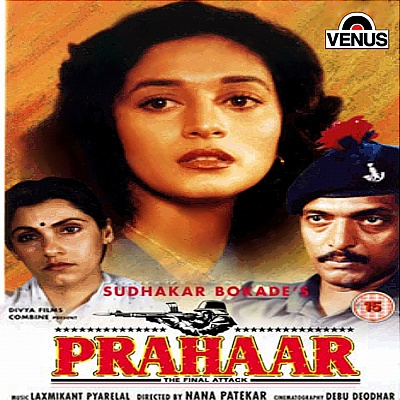 VENUS
SUDHAKAR BOKADE'S
DIVYA FILMS
COMBINE PRESENT
15
PRAHAAR
THE FINAL ATTACK
MUSIC LAXMIKANT PYARELAL DIRECTED BY NANA PATEKAR CINEMATOGRAPHY DEBU DEODHAR